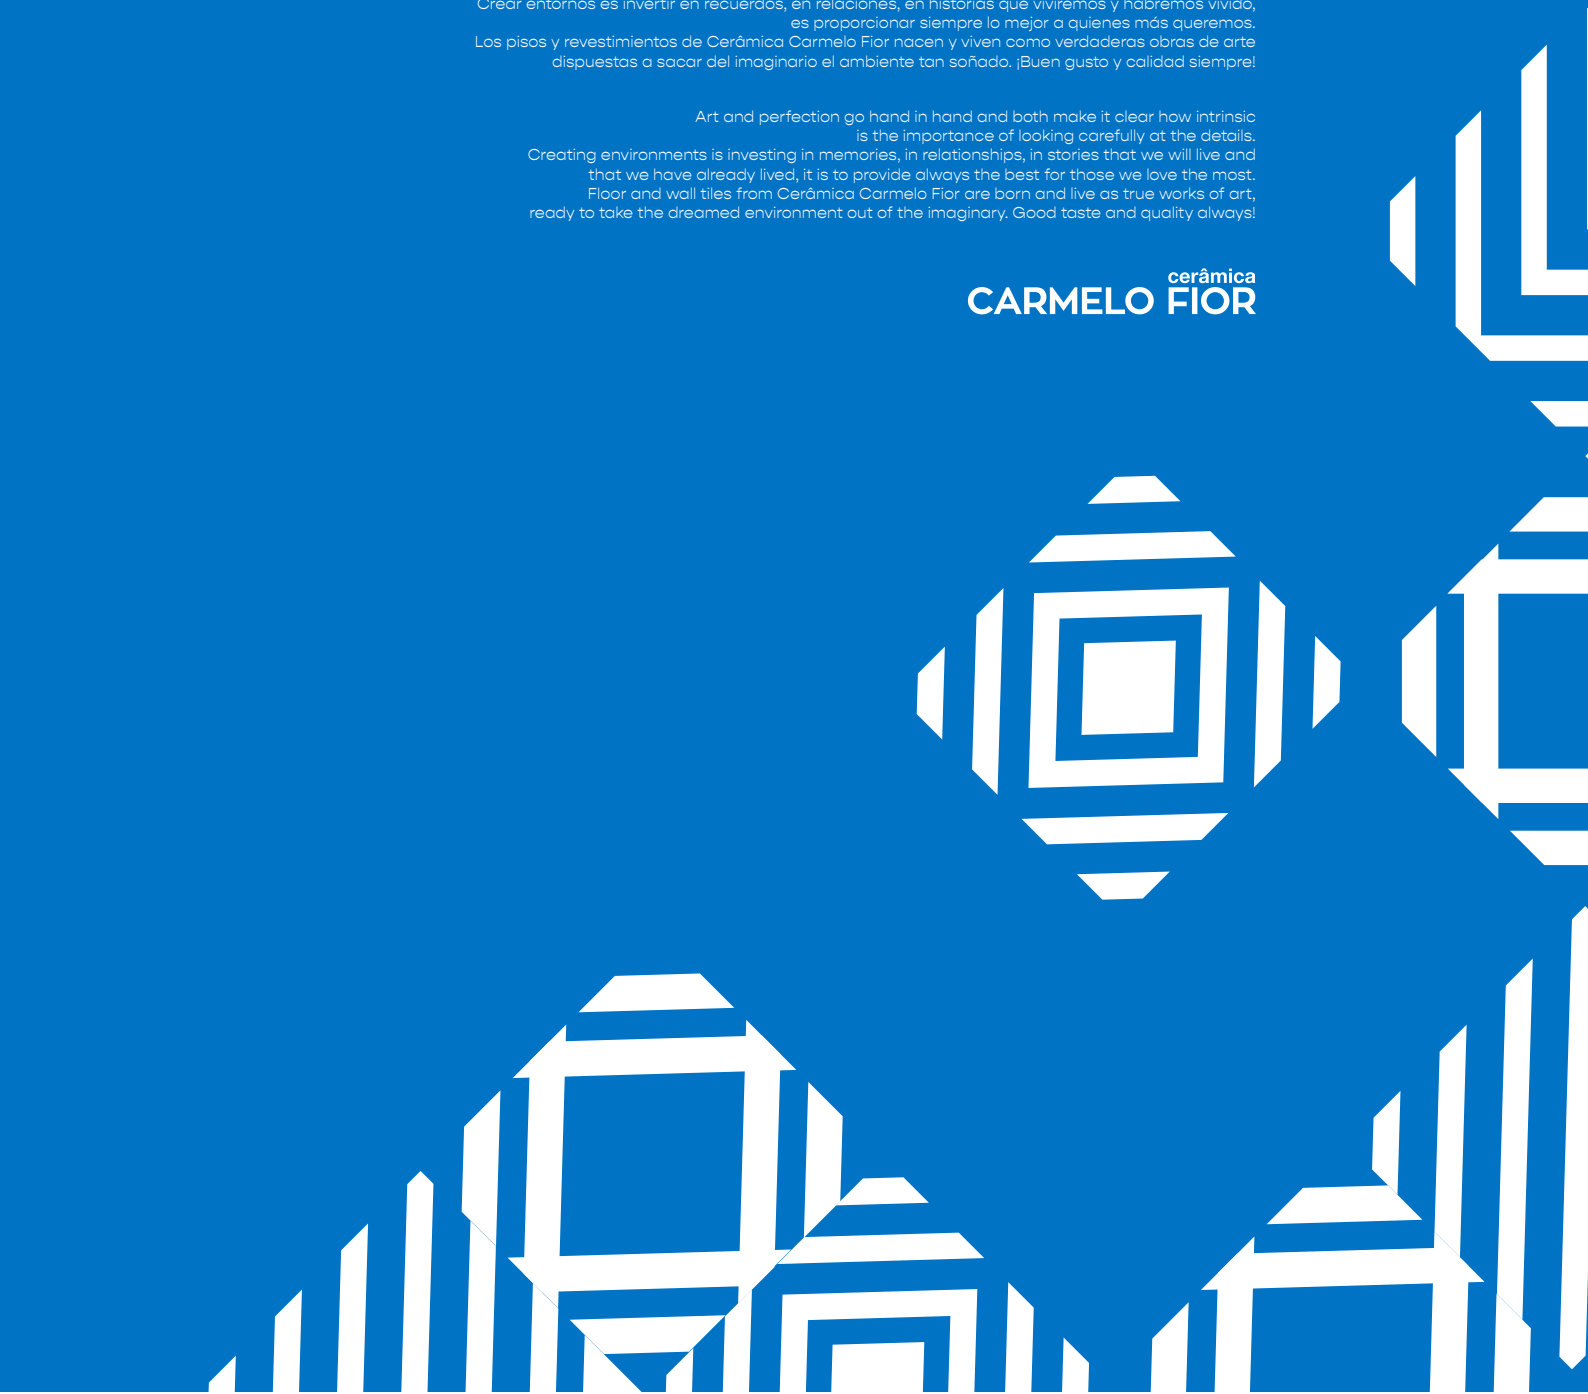 Crear entornos es invertir en recuerdos, en relaciones, en historias que viviremos y habremos vivido,
es proporcionar siempre lo mejor a quienes más queremos.
Los pisos y revestimientos de Cerâmica Carmelo Fior nacen y viven como verdaderas obras de arte
dispuestas a sacar del imaginario el ambiente tan soñado. ¡Buen gusto y calidad siempre!
Art and perfection go hand in hand and both make it clear how intrinsic
is the importance of looking carefully at the details.
Creating environments is investing in memories, in relationships, in stories that we will live and
that we have already lived, it is to provide always the best for those we love the most.
Floor and wall tiles from Cerâmica Carmelo Fior are born and live as true works of art,
ready to take the dreamed environment out of the imaginary. Good taste and quality always!
cerâmica
CARMELO FIOR